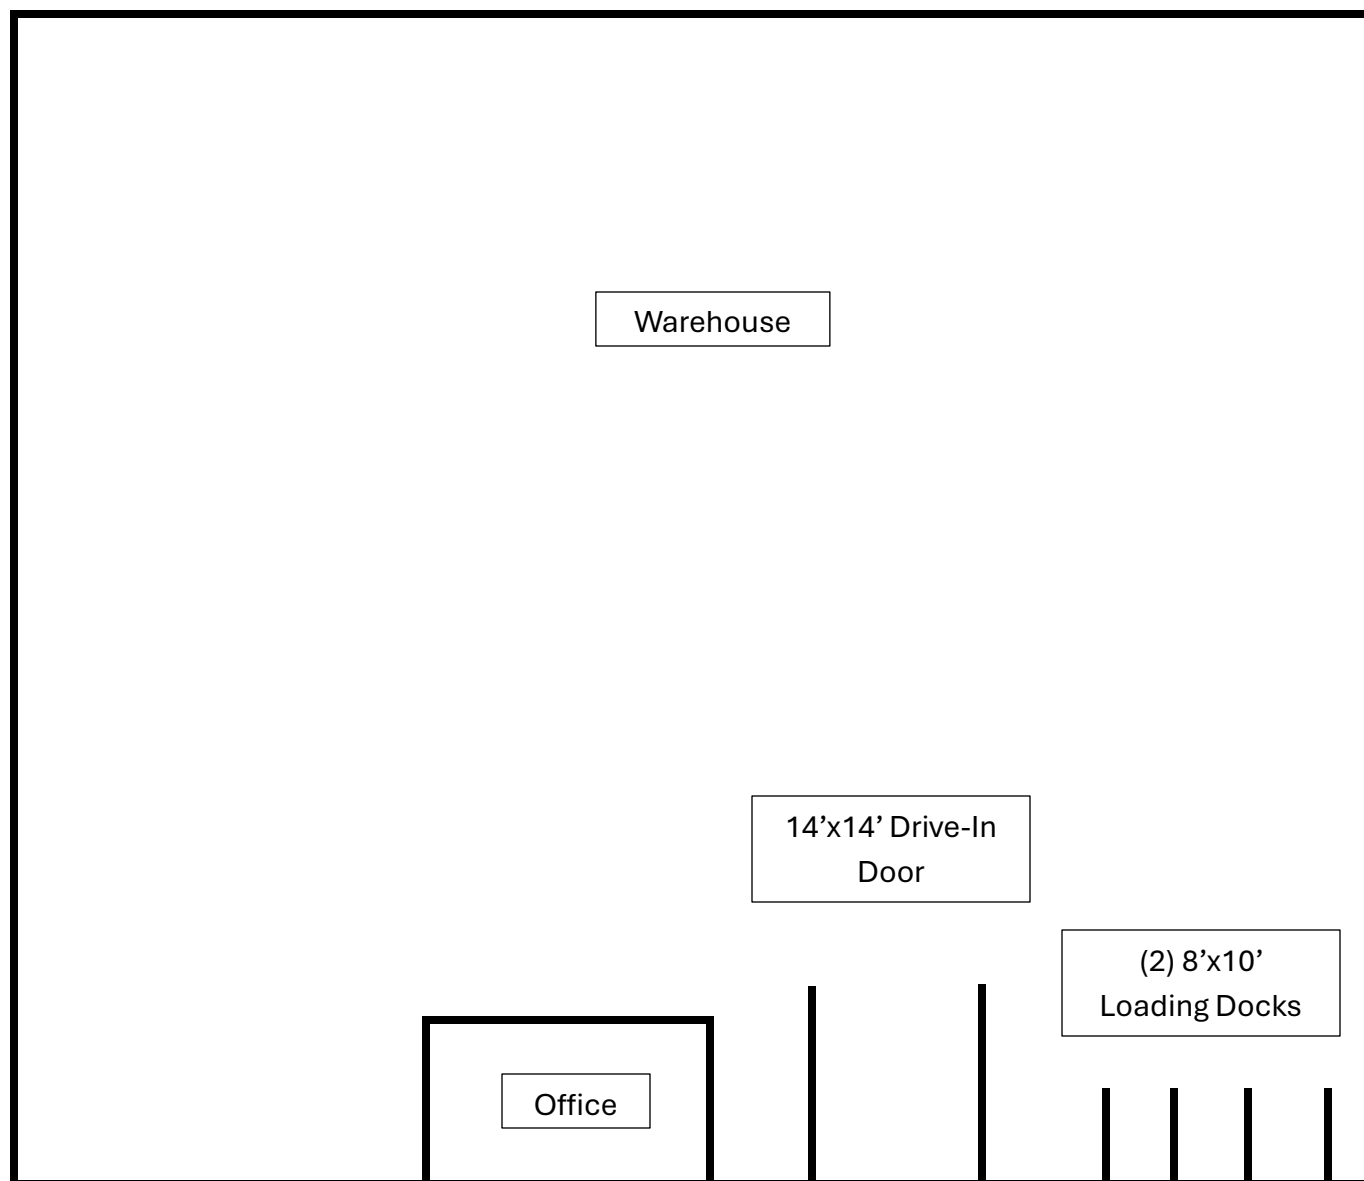 Warehouse
14’x14’ Drive-In
Door
(2) 8’x10’
Loading Docks
Office